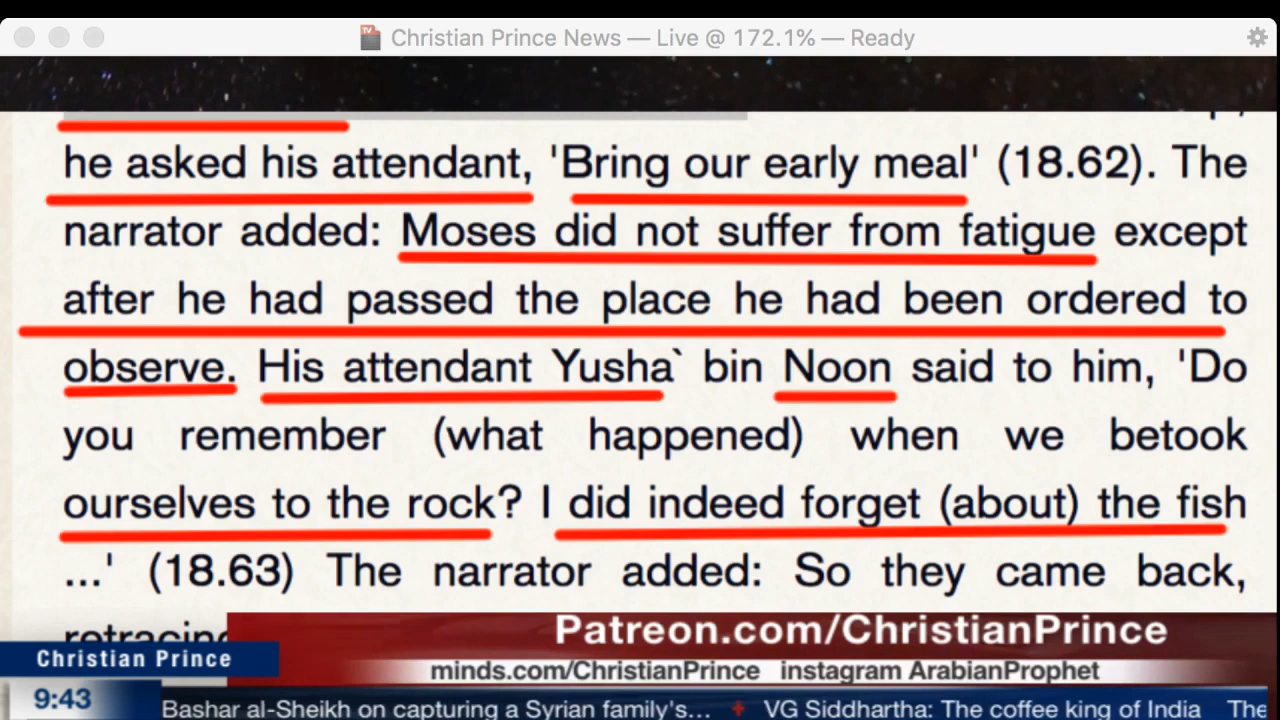 Christian Prince News — Live @ 172.1% — Ready
he asked his attendant, 'Bring our early meal' (18.62). The
narrator added: Moses did not suffer from fatigue except
after he had passed the place he had been ordered to
observe. His attendant Yusha` bin Noon said to him, 'Do
you remember (what happened) when we betook
ourselves to the rock? I did indeed forget (about) the fish
...' (18.63) The narrator added: So they came back,
Patreon.com/ChristianPrince
Christian Prince
minds.com/ChristianPrince instagram ArabianProphet
9:43
Bashar al-Sheikh on capturing a Syrian family's... VG Siddhartha: The coffee king of India The